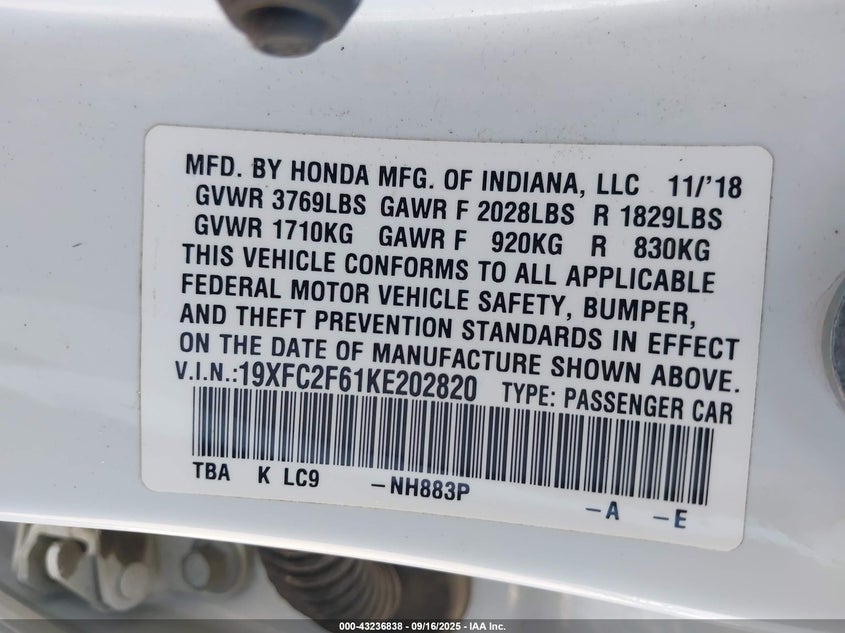 MFD. BY HONDA MFG. OF INDIANA, LLC 11/'18
GVWR 3769LBS GAWR F 2028LBS R 1829LBS
GVWR 1710KG GAWR F 920KG R 830KG
THIS VEHICLE CONFORMS TO ALL APPLICABLE
FEDERAL MOTOR VEHICLE SAFETY, BUMPER,
AND THEFT PREVENTION STANDARDS IN EFFECT
ON THE DATE OF MANUFACTURE SHOWN ABOVE.
V.I.N.:19XFC2F61KE202820 TYPE: PASSENGER CAR
TBA K LC9 -NH883P -A -E
000-43236838 - 09/16/2025 - IAA Inc.